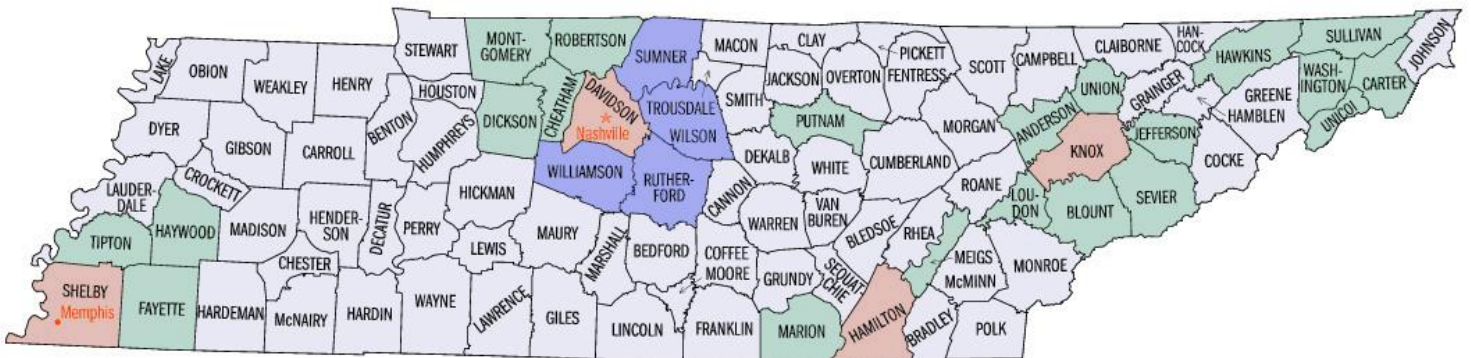 LAKE
OBION
WEAKLEY
HENRY
STEWART
MONT-
GOMERY
ROBERTSON
SUMNER
MACON
CLAY
PICKETT
SCOTT
CAMPBELL
CLAIBORNE
HAN-
COCK
HAWKINS
SULLIVAN
JOHNSON
DYER
GIBSON
CARROLL
BENTON
HOUSTON
HUMPHREYS
DICKSON
CHEATHAM
DAVIDSON
Nashville
TROUSDALE
WILSON
SMITH
JACKSON
OVERTON
FENTRESS
PUTNAM
MORGAN
ANDERSON
UNION
GRAINGER
KNOX
JEFFERSON
HAMBLEN
GREENE
WASH-
INGTON
CARTER
UNICOI
COCKE
LAUDER-
DALE
CROCKETT
HAYWOOD
MADISON
HENDER-
SON
DECATUR
PERRY
HICKMAN
WILLIAMSON
RUTHER-
FORD
CANNON
DEKALB
WHITE
CUMBERLAND
ROANE
LOU-
DON
BLOUNT
SEVIER
TIPTON
CHESTER
LEWIS
MAURY
MARSHALL
BEDFORD
COFFEE
MOORE
WARREN
VAN
BUREN
GRUNDY
SEQUAT-
CHIE
BLEDSOE
RHEA
MEIGS
McMINN
MONROE
SHELBY
Memphis
FAYETTE
HARDEMAN
McNAIRY
HARDIN
WAYNE
LAWRENCE
GILES
LINCOLN
FRANKLIN
MARION
HAMILTON
BRADLEY
POLK